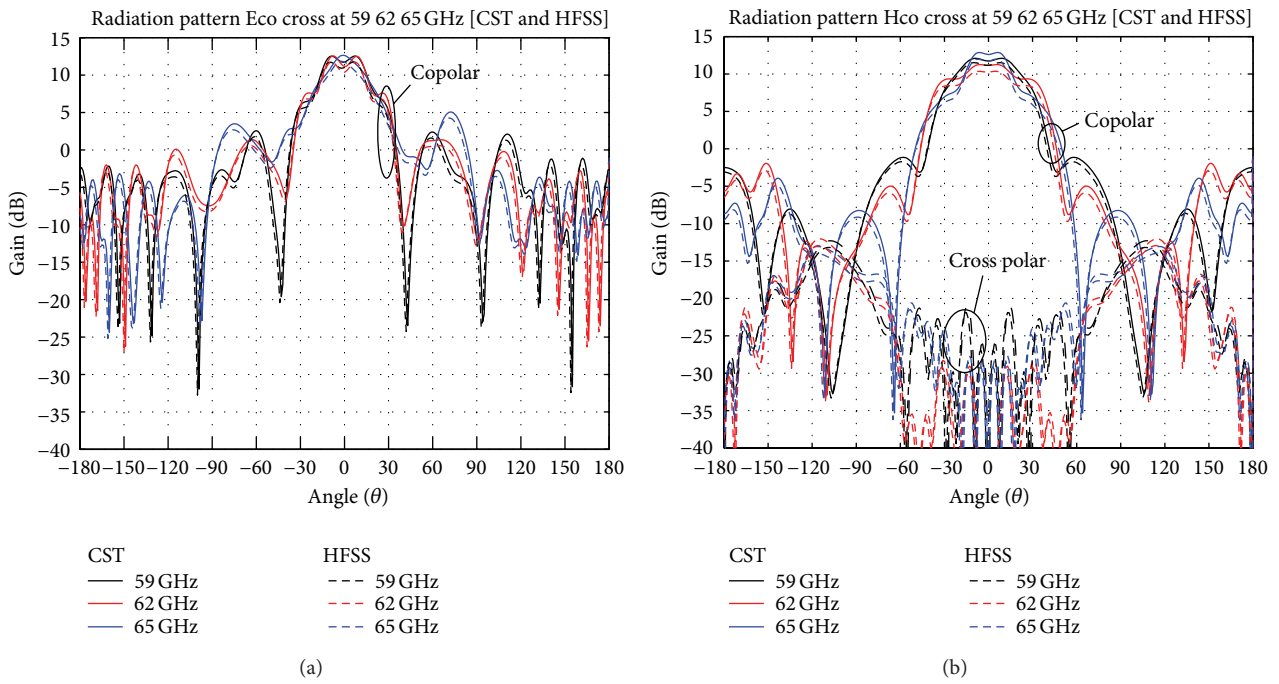 Radiation pattern Eco cross at 59 62 65 GHz [CST and HFSS]
15
10
5
0
−5
−10
−15
−20
−25
−30
−35
−40
Gain (dB)
Copolar
−180 −150 −120 −90 −60 −30 0 30 60 90 120 150 180
Angle (θ)
CST
59 GHz
62 GHz
65 GHz
HFSS
59 GHz
62 GHz
65 GHz
(a)
Radiation pattern Hco cross at 59 62 65 GHz [CST and HFSS]
15
10
5
0
−5
−10
−15
−20
−25
−30
−35
−40
Gain (dB)
Copolar
Cross polar
−180 −150 −120 −90 −60 −30 0 30 60 90 120 150 180
Angle (θ)
CST
59 GHz
62 GHz
65 GHz
HFSS
59 GHz
62 GHz
65 GHz
(b)